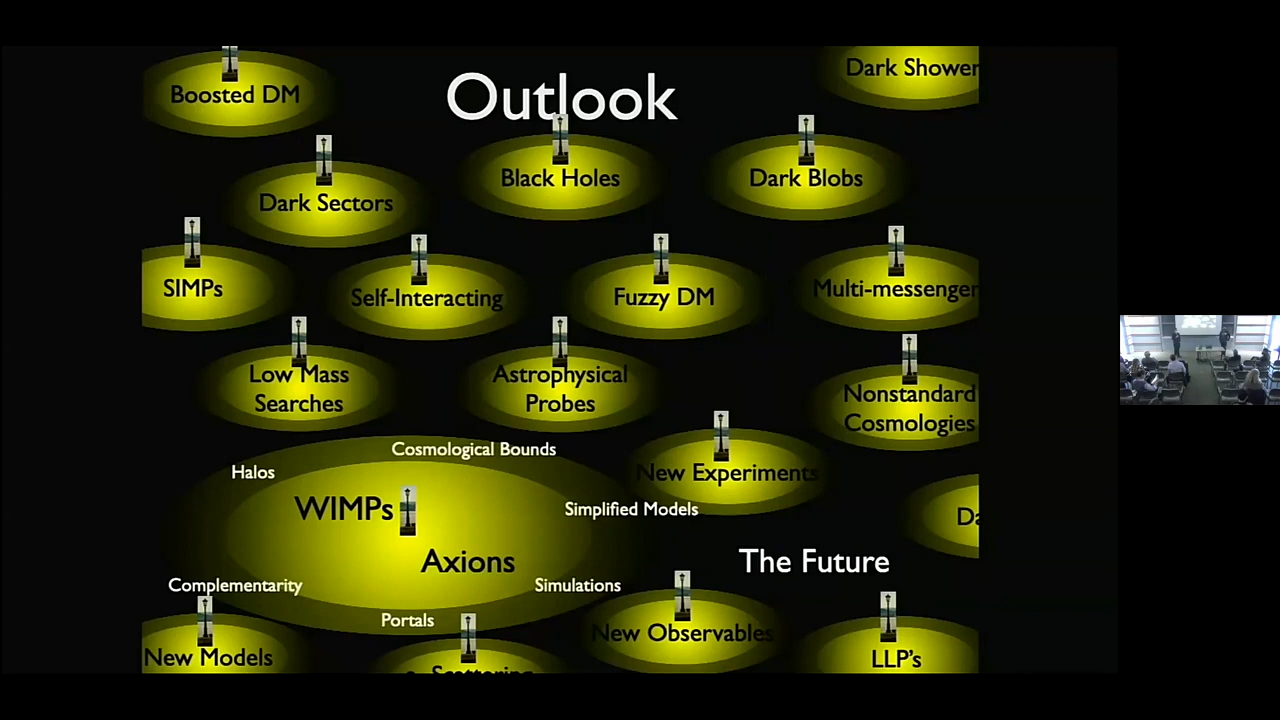 Outlook
Boosted DM
Dark Shower
Black Holes
Dark Blobs
Dark Sectors
SIMPs
Self-Interacting
Fuzzy DM
Multi-messenger
Low Mass
Searches
Astrophysical
Probes
Nonstandard
Cosmologies
Cosmological Bounds
Halos
New Experiments
WIMPs
Simplified Models
Da
Axions
The Future
Complementarity
Simulations
Portals
New Observables
New Models
LLP's
e- Scattering